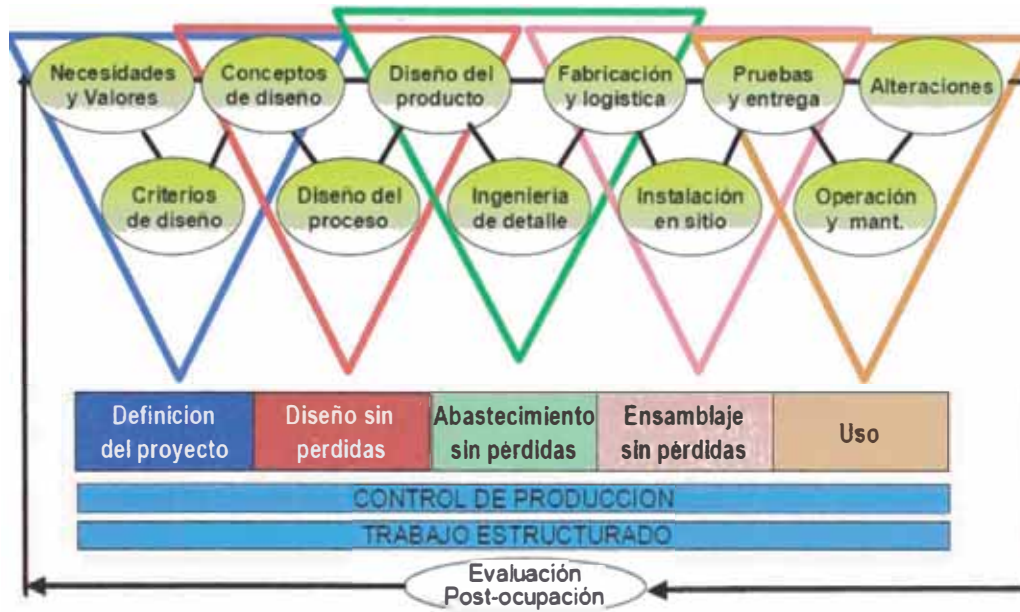 Necesidades
y Valores
Conceptos
de diseño
Diseño del
producto
Fabricación
y logistica
Pruebas
y entrega
Alteraciones
Criterios
de diseño
Diseño del
proceso
Ingenieria
de detalle
Instalación
en sitio
Operación
y mant.
Definicion
del proyecto
Diseño sin
perdidas
Abastecimiento
sin pérdidas
Ensamblaje
sin pérdidas
Uso
CONTROL DE PRODUCCION
TRABAJO ESTRUCTURADO
Evaluación
Post-ocupación